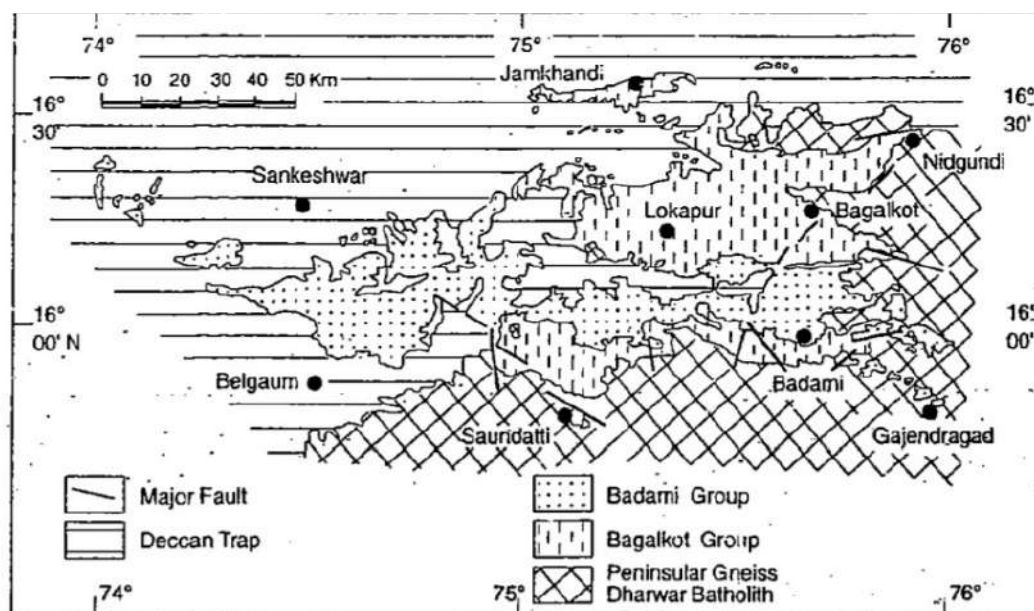 74° 75° 76°
0 10 20 30 40 50 Km
Jamkhandi
16°
30'
16°
30'
Nidgundi
Sankeshwar
Lokapur
Bagalkot
16°
00' N
16°
00'
Belgaum
Badami
Saundatti
Gajendragad
Major Fault
Deccan Trap
Badami Group
Bagalkot Group
Peninsular Gneiss
Dharwar Batholith
74° 75° 76°